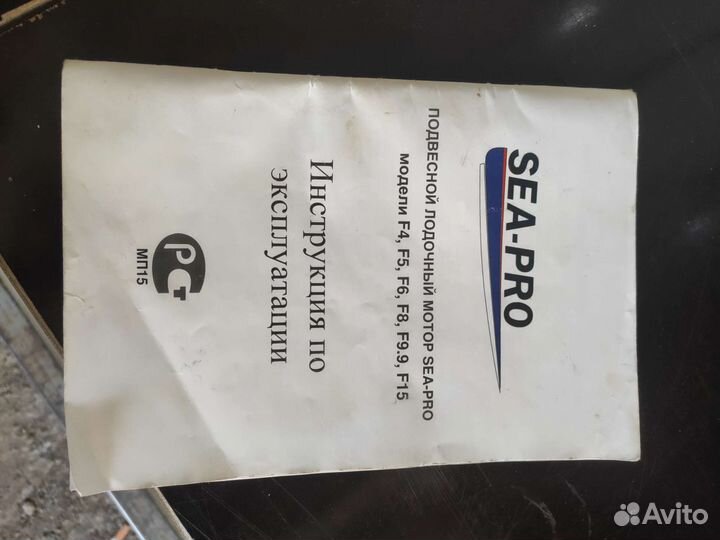 SEA-PRO
ПОДВЕСНОЙ ЛОДОЧНЫЙ МОТОР SEA-PRO
модели F4, F5, F6, F8, F9.9, F15
Инструкция по
эксплуатации
РСТ
МП15
Avito